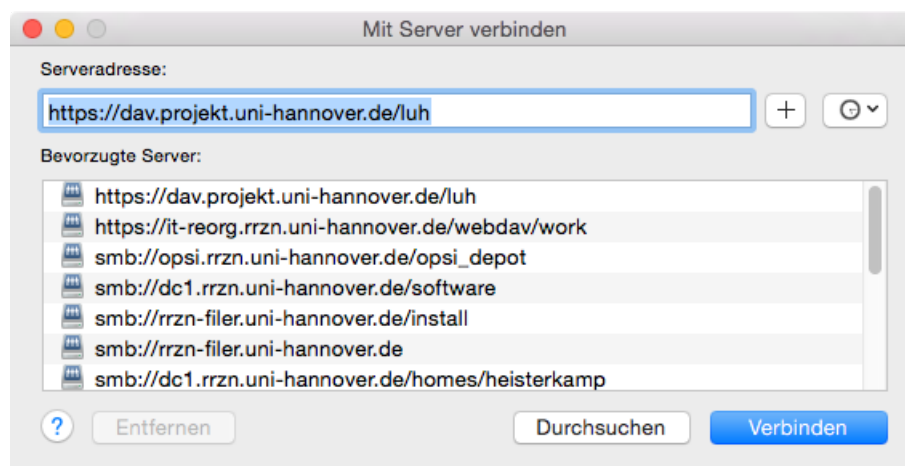 Mit Server verbinden
Serveradresse:
https://dav.projekt.uni-hannover.de/luh
Bevorzugte Server:
https://dav.projekt.uni-hannover.de/luh
https://it-reorg.rrzn.uni-hannover.de/webdav/work
smb://opsi.rrzn.uni-hannover.de/opsi_depot
smb://dc1.rrzn.uni-hannover.de/software
smb://rrzn-filer.uni-hannover.de/install
smb://rrzn-filer.uni-hannover.de
smb://dc1.rrzn.uni-hannover.de/homes/heisterkamp
? Entfernen Durchsuchen Verbinden